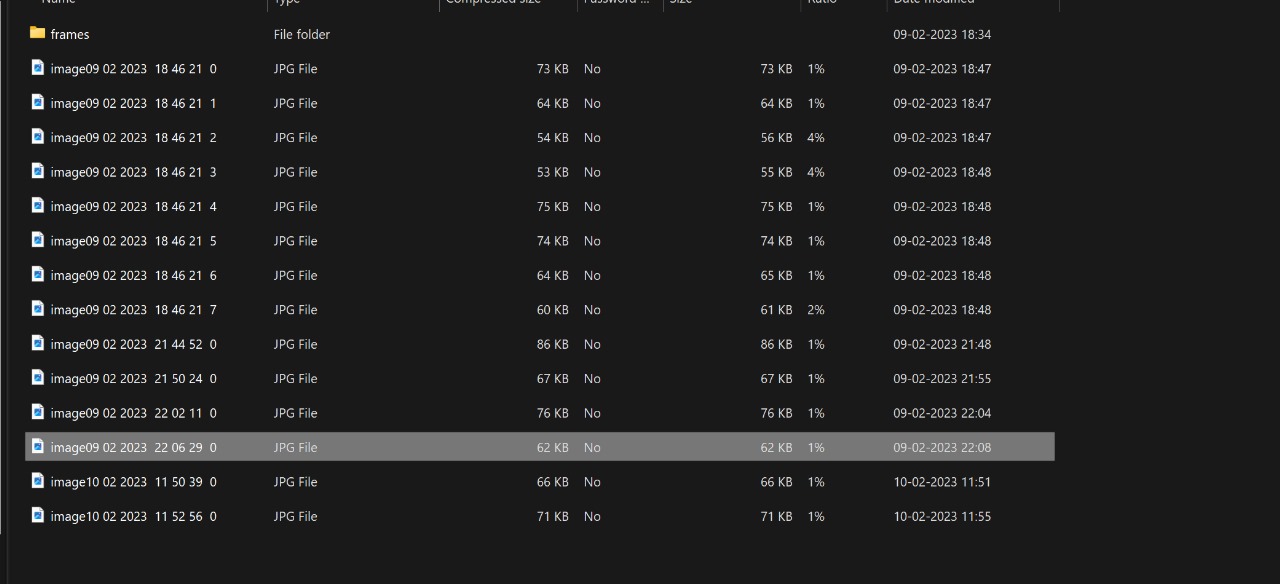 Name Type Compressed size Password ... Size Ratio Date modified
frames File folder 09-02-2023 18:34
image09 02 2023  18 46 21  0 JPG File 73 KB No 73 KB 1% 09-02-2023 18:47
image09 02 2023  18 46 21  1 JPG File 64 KB No 64 KB 1% 09-02-2023 18:47
image09 02 2023  18 46 21  2 JPG File 54 KB No 56 KB 4% 09-02-2023 18:47
image09 02 2023  18 46 21  3 JPG File 53 KB No 55 KB 4% 09-02-2023 18:48
image09 02 2023  18 46 21  4 JPG File 75 KB No 75 KB 1% 09-02-2023 18:48
image09 02 2023  18 46 21  5 JPG File 74 KB No 74 KB 1% 09-02-2023 18:48
image09 02 2023  18 46 21  6 JPG File 64 KB No 65 KB 1% 09-02-2023 18:48
image09 02 2023  18 46 21  7 JPG File 60 KB No 61 KB 2% 09-02-2023 18:48
image09 02 2023  21 44 52  0 JPG File 86 KB No 86 KB 1% 09-02-2023 21:48
image09 02 2023  21 50 24  0 JPG File 67 KB No 67 KB 1% 09-02-2023 21:55
image09 02 2023  22 02 11  0 JPG File 76 KB No 76 KB 1% 09-02-2023 22:04
image09 02 2023  22 06 29  0 JPG File 62 KB No 62 KB 1% 09-02-2023 22:08
image10 02 2023  11 50 39  0 JPG File 66 KB No 66 KB 1% 10-02-2023 11:51
image10 02 2023  11 52 56  0 JPG File 71 KB No 71 KB 1% 10-02-2023 11:55